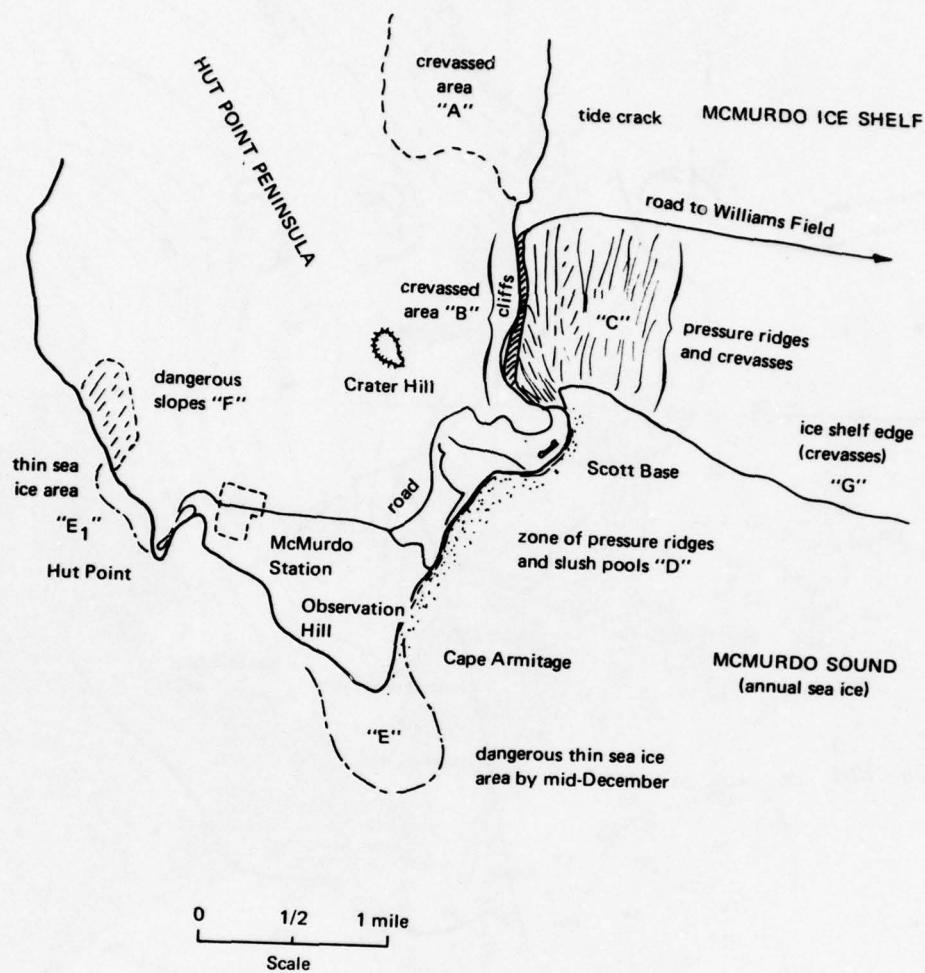 HUT POINT PENINSULA
crevassed
area
"A"
tide crack
MCMURDO ICE SHELF
road to Williams Field
crevassed
area "B"
cliffs
"C"
pressure ridges
and crevasses
Crater Hill
dangerous
slopes "F"
thin sea
ice area
"E1"
Hut Point
road
Scott Base
ice shelf edge
(crevasses)
"G"
McMurdo
Station
zone of pressure ridges
and slush pools "D"
Observation
Hill
Cape Armitage
MCMURDO SOUND
(annual sea ice)
"E"
dangerous thin sea ice
area by mid-December
0 1/2 1 mile
Scale